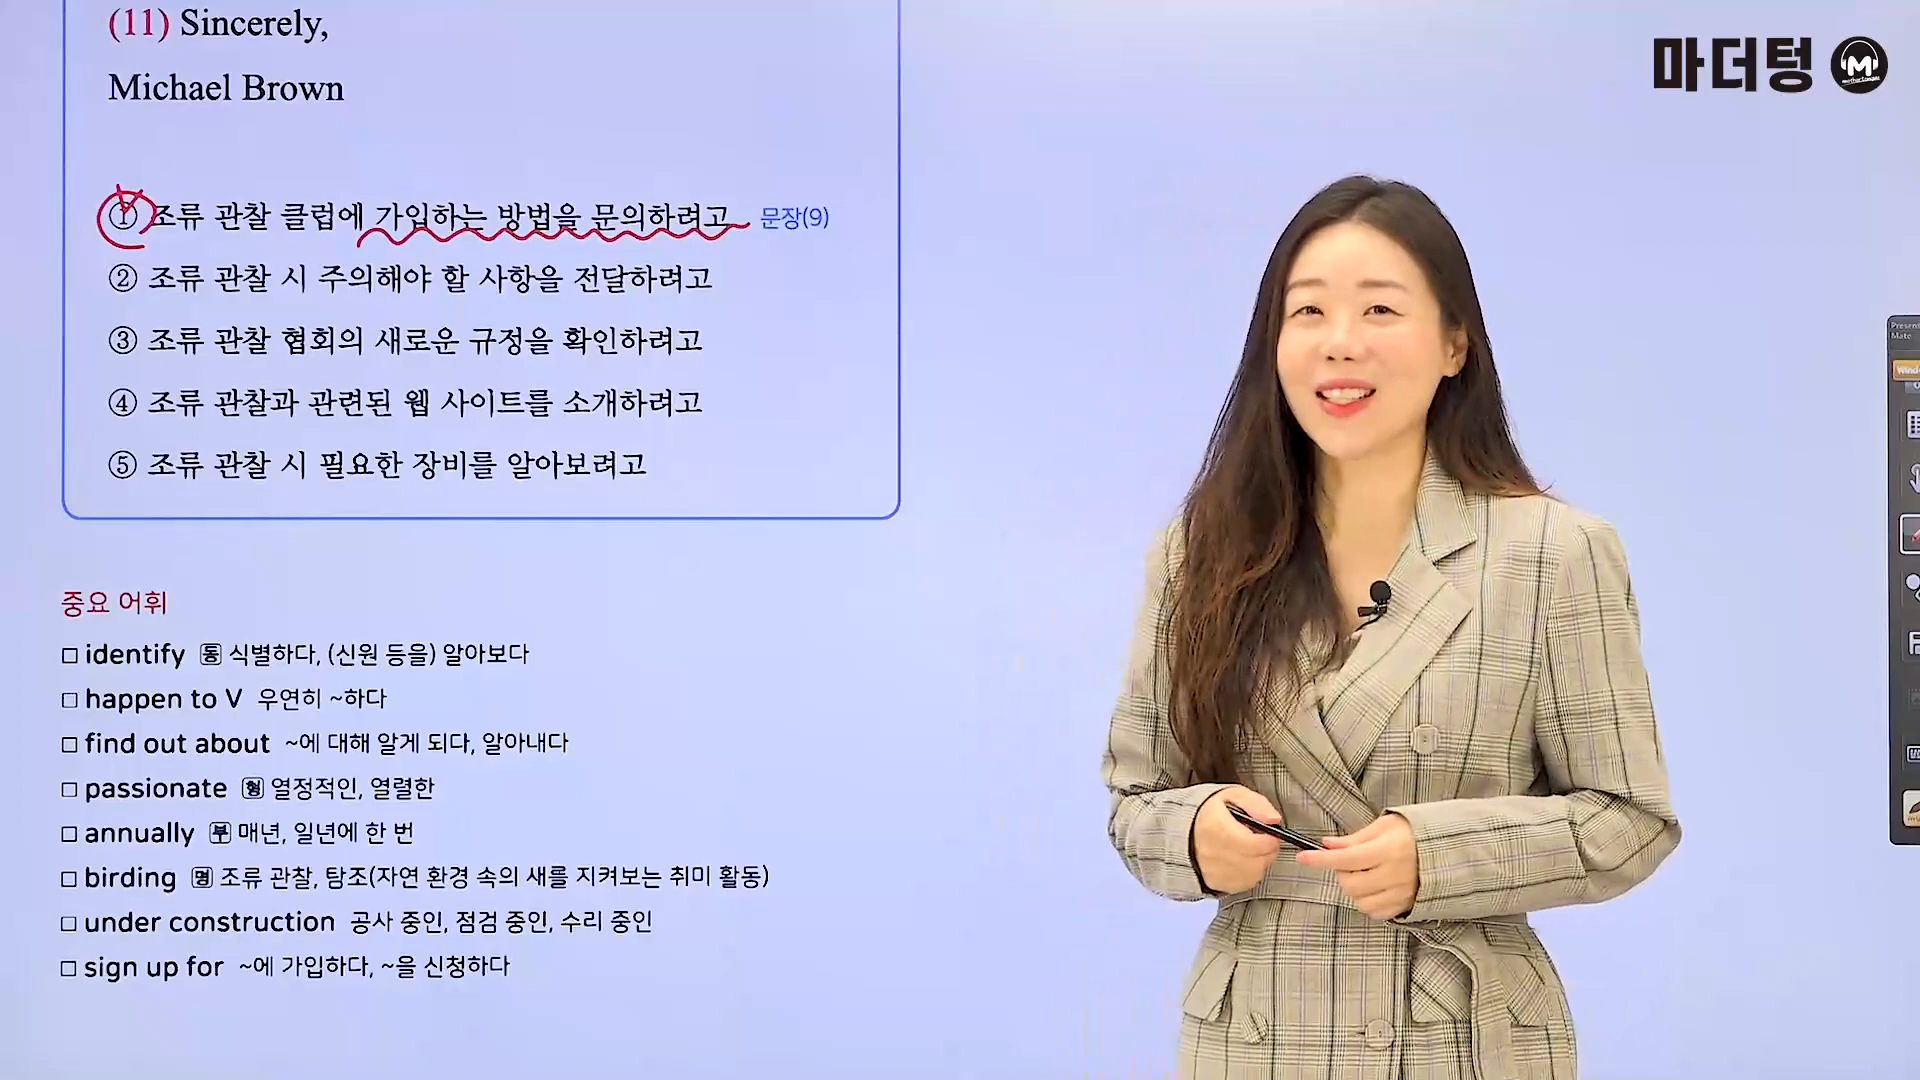 (11) Sincerely,
Michael Brown
마더텅
① 조류 관찰 클럽에 가입하는 방법을 문의하려고 문장(9)
② 조류 관찰 시 주의해야 할 사항을 전달하려고
③ 조류 관찰 협회의 새로운 규정을 확인하려고
④ 조류 관찰과 관련된 웹 사이트를 소개하려고
⑤ 조류 관찰 시 필요한 장비를 알아보려고
중요 어휘
□ identify 동 식별하다, (신원 등을) 알아보다
□ happen to V 우연히 ~하다
□ find out about ~에 대해 알게 되다, 알아내다
□ passionate 형 열정적인, 열렬한
□ annually 부 매년, 일년에 한 번
□ birding 명 조류 관찰, 탐조(자연 환경 속의 새를 지켜보는 취미 활동)
□ under construction 공사 중인, 점검 중인, 수리 중인
□ sign up for ~에 가입하다, ~을 신청하다